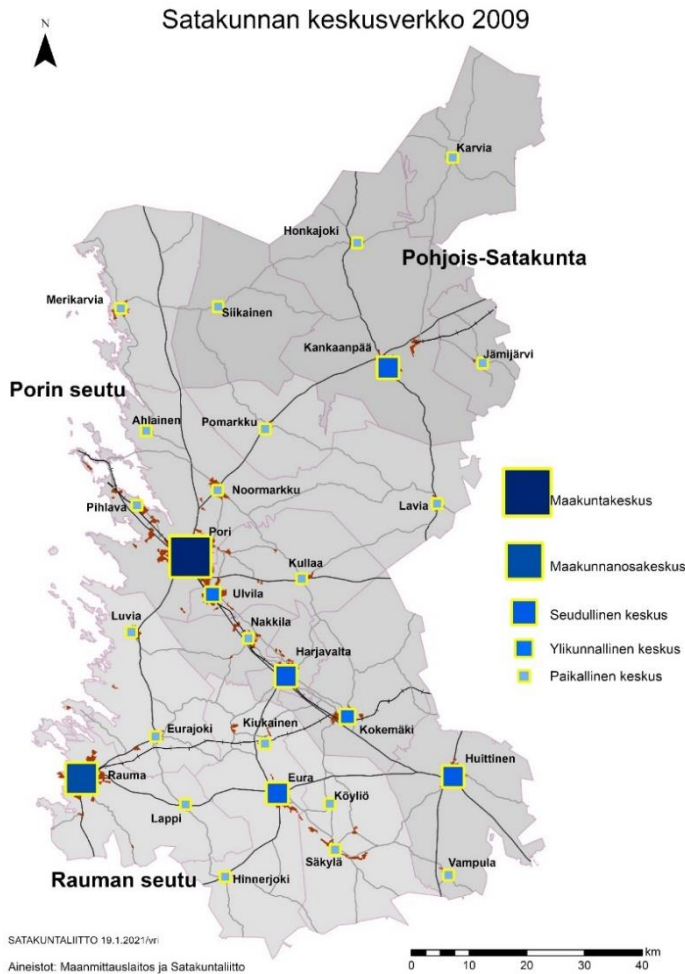 Satakunnan keskusverkko 2009
N
Karvia
Honkajoki
Pohjois-Satakunta
Merikarvia
Siikainen
Kankaanpää
Jämijärvi
Porin seutu
Ahlainen
Pomarkku
Noormarkku
Pihlava
Lavia
Maakuntakeskus
Pori
Kullaa
Maakunnanosakeskus
Ulvila
Seudullinen keskus
Luvia
Nakkila
Harjavalta
Ylikunnallinen keskus
Paikallinen keskus
Eurajoki
Kiukainen
Kokemäki
Huittinen
Rauma
Eura
Köyliö
Lappi
Säkylä
Vampula
Rauman seutu
Hinnerjoki
SATAKUNTALIITTO 19.1.2021/vri
km
0 5 10 20 30 40
Aineistot: Maanmittauslaitos ja Satakuntaliitto